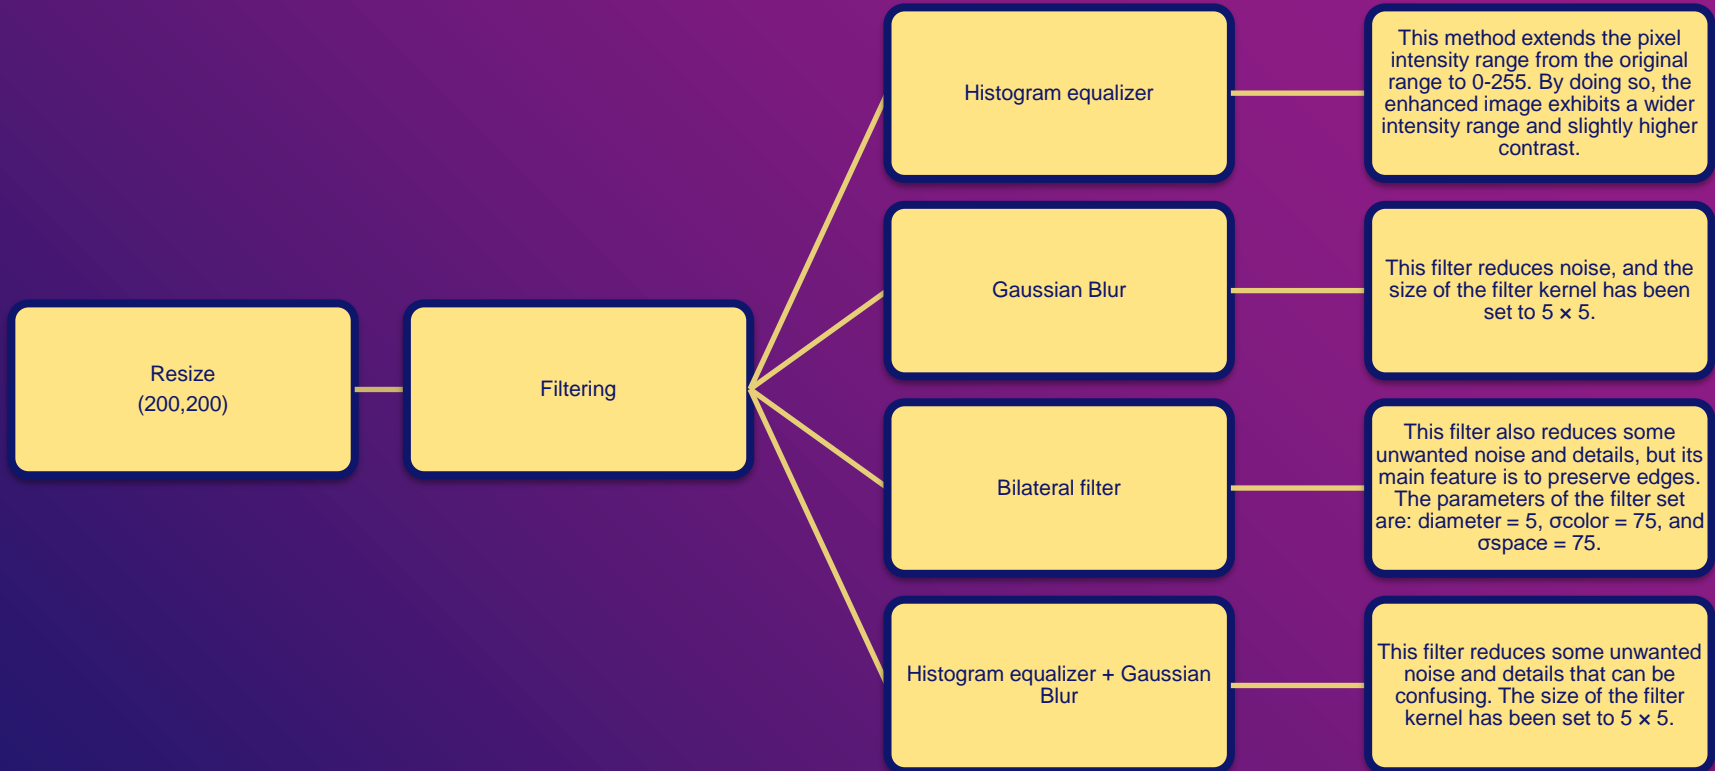 Resize
(200,200)
Filtering
Histogram equalizer
This method extends the pixel
intensity range from the original
range to 0-255. By doing so, the
enhanced image exhibits a wider
intensity range and slightly higher
contrast.
Gaussian Blur
This filter reduces noise, and the
size of the filter kernel has been
set to 5 × 5.
Bilateral filter
This filter also reduces some
unwanted noise and details, but its
main feature is to preserve edges.
The parameters of the filter set
are: diameter = 5, σcolor = 75, and
σspace = 75.
Histogram equalizer + Gaussian
Blur
This filter reduces some unwanted
noise and details that can be
confusing. The size of the filter
kernel has been set to 5 × 5.